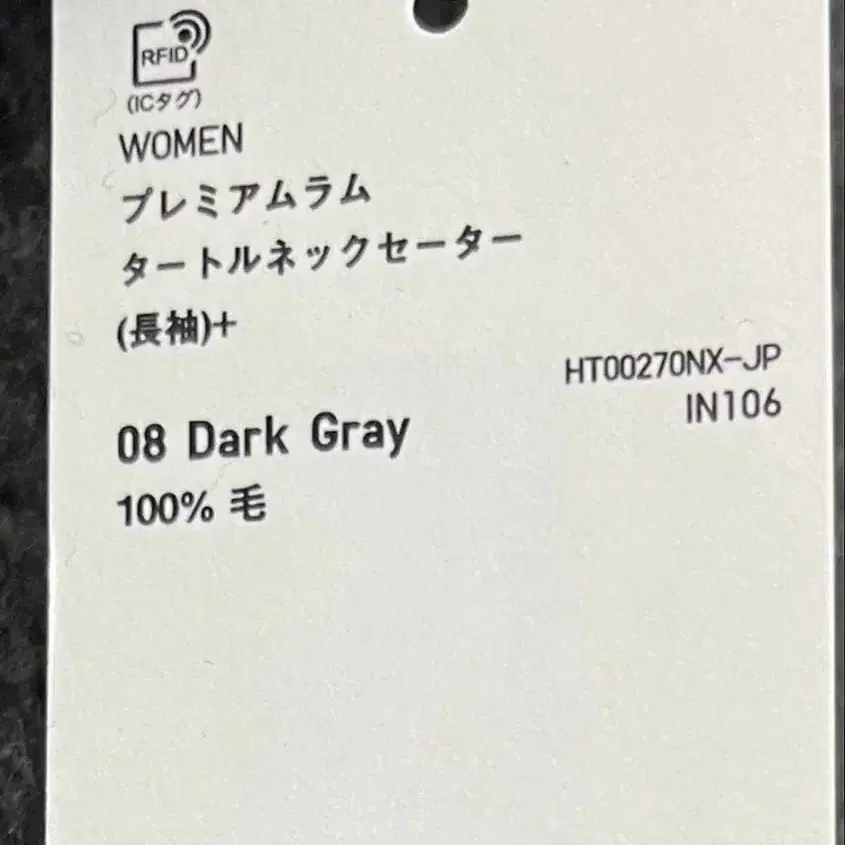 RFID
(ICタグ)
WOMEN
プレミアムラム
タートルネックセーター
(長袖)+
HT00270NX-JP
IN106
08 Dark Gray
100% 毛